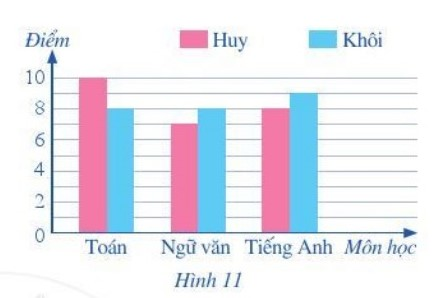 Điểm
Huy
Khôi
10
8
6
4
2
0
Toán
Ngữ văn
Tiếng Anh
Môn học
Hình 11